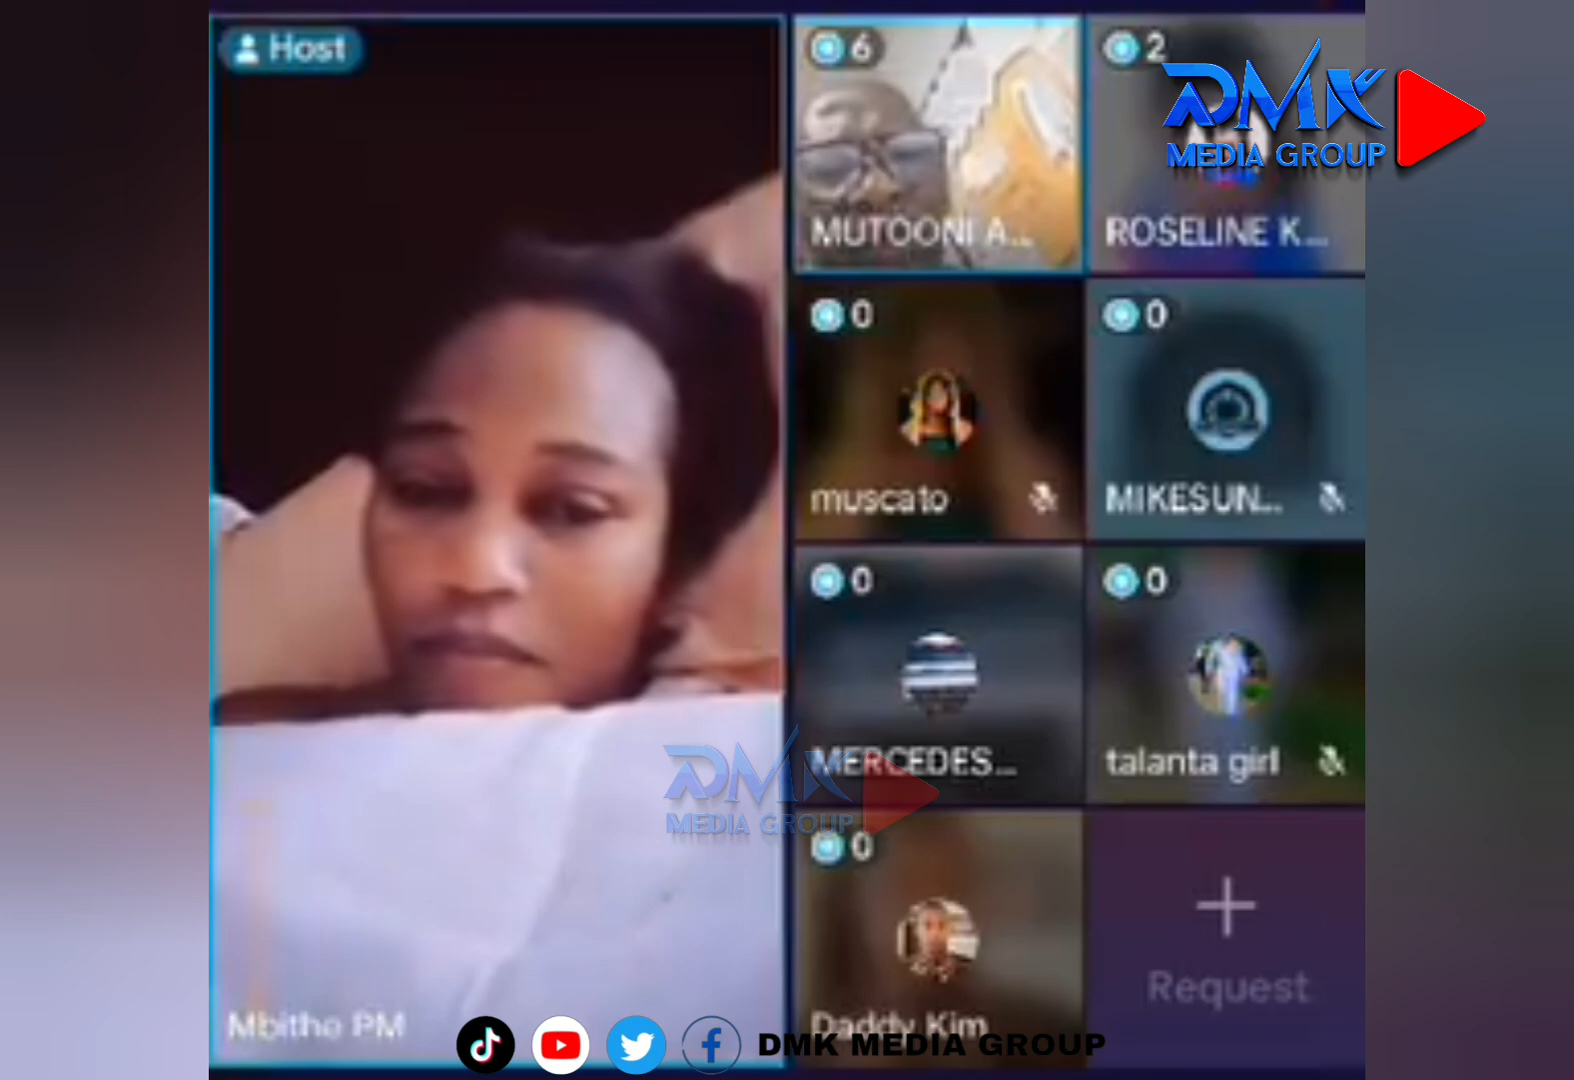 Host
6
2
DMK
MEDIA GROUP
MUTOONI A...
ROSELINE K...
0
0
muscato
MIKESUN...
0
0
MERCEDES...
talanta girl
DMK
MEDIA GROUP
0
Request
Mbithe PM
Daddy Kim
DMK MEDIA GROUP